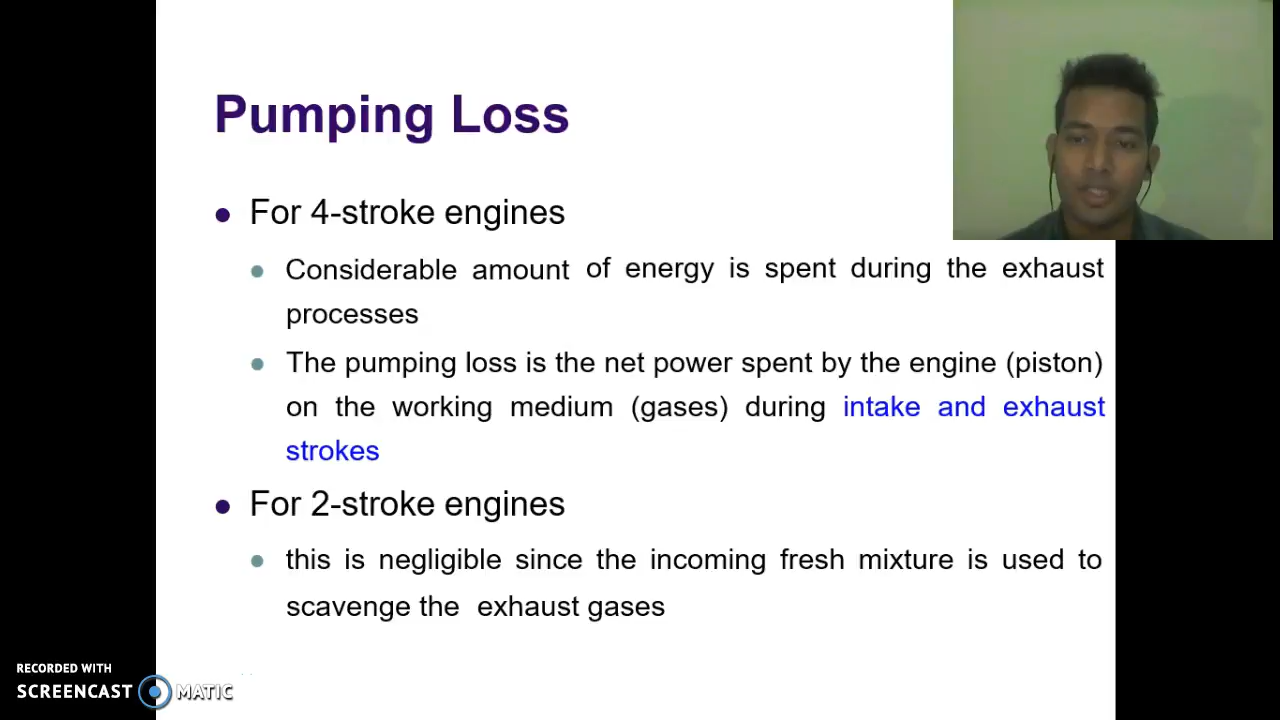 Pumping Loss
For 4-stroke engines
Considerable amount of energy is spent during the exhaust
processes
The pumping loss is the net power spent by the engine (piston)
on the working medium (gases) during intake and exhaust
strokes
For 2-stroke engines
this is negligible since the incoming fresh mixture is used to
scavenge the exhaust gases
RECORDED WITH
SCREENCAST MATIC